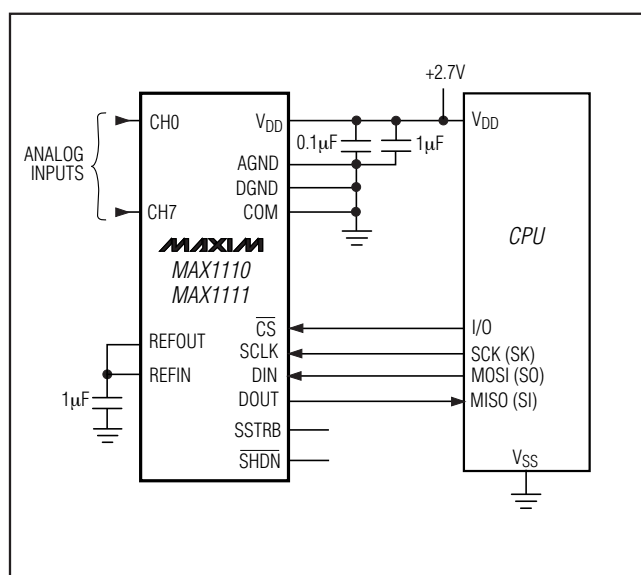 +2.7V
CH0
VDD
VDD
0.1µF
1µF
ANALOG
INPUTS
AGND
DGND
CH7
COM
CPU
MAXIM
MAX1110
MAX1111
CS
I/O
REFOUT
SCLK
SCK (SK)
REFIN
DIN
MOSI (SO)
1µF
DOUT
MISO (SI)
SSTRB
SHDN
VSS